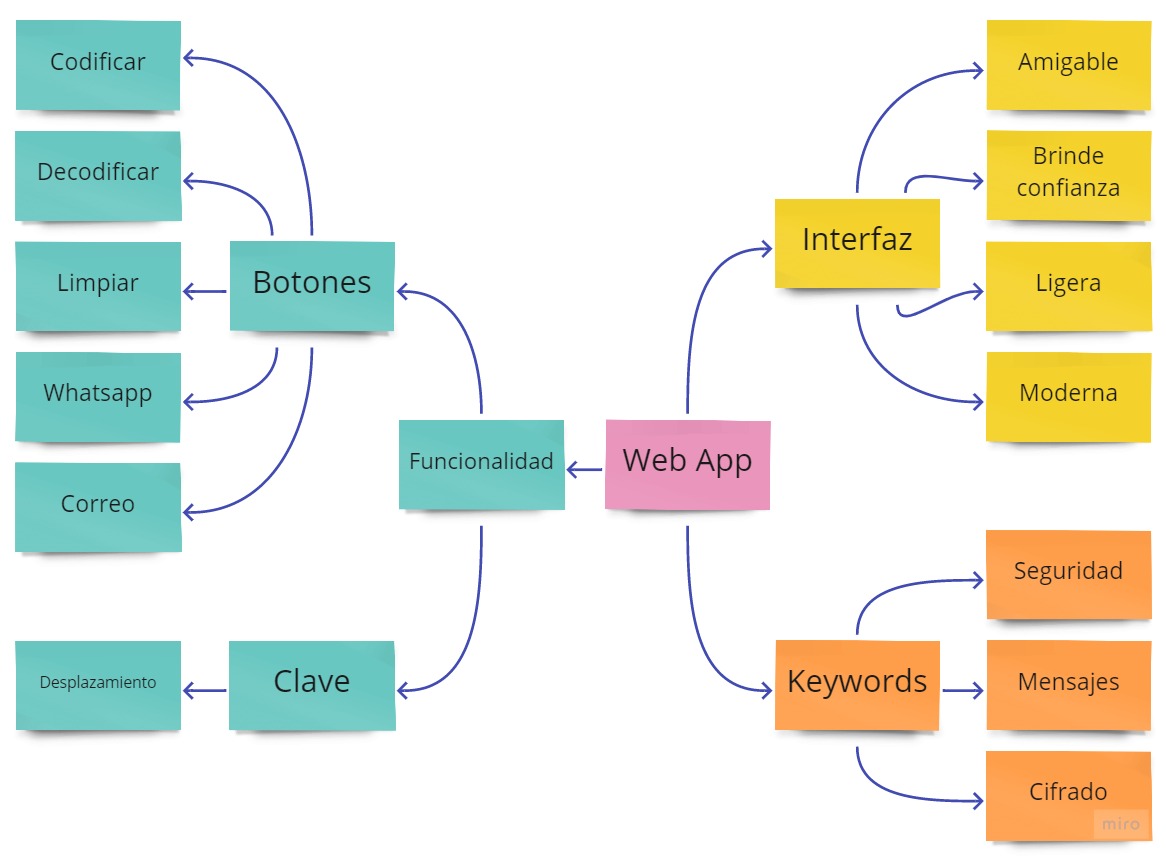 Codificar
Decodificar
Limpiar
Whatsapp
Correo
Botones
Funcionalidad
Web App
Desplazamiento
Clave
Interfaz
Amigable
Brinde
confianza
Ligera
Moderna
Keywords
Seguridad
Mensajes
Cifrado
miro